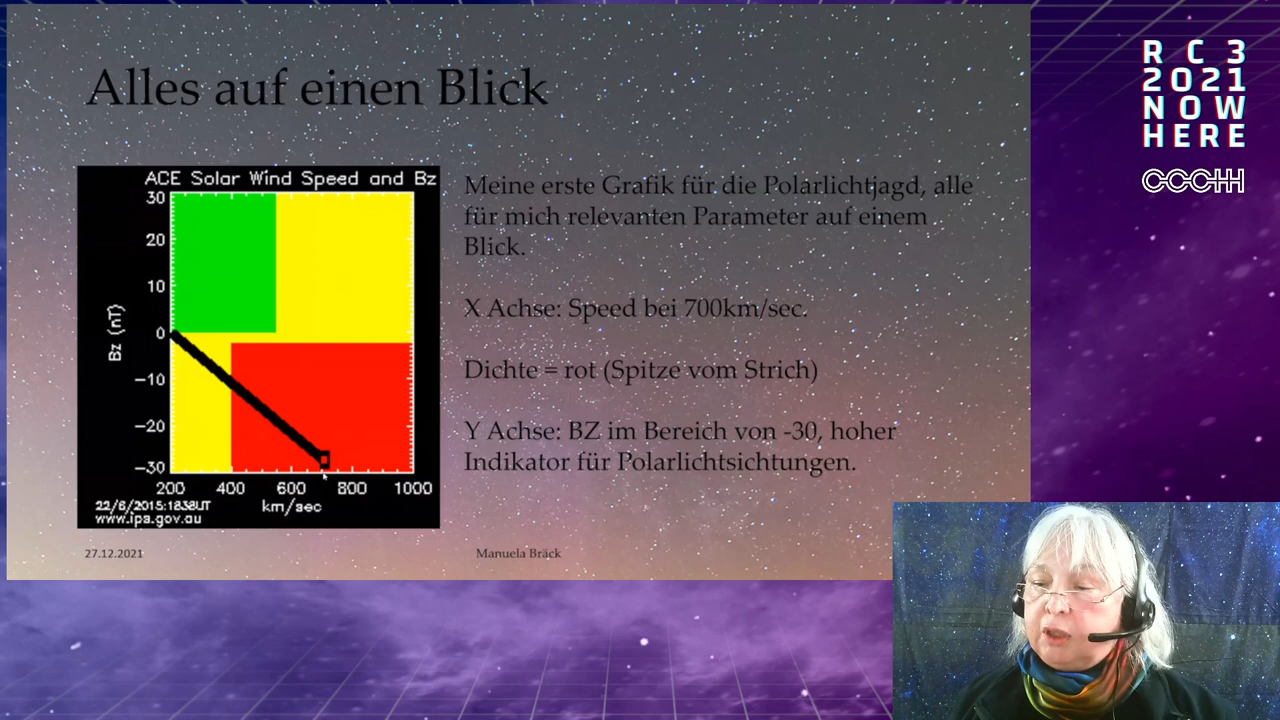 Alles auf einen Blick
ACE Solar Wind Speed and Bz
30
20
10
0
-10
-20
-30
Bz (nT)
200 400 600 800 1000
km/sec
22/6/2015:1838UT
www.ips.gov.au
Meine erste Grafik für die Polarlichtjagd, alle
für mich relevanten Parameter auf einem
Blick.
X Achse: Speed bei 700km/sec.
Dichte = rot (Spitze vom Strich)
Y Achse: BZ im Bereich von -30, hoher
Indikator für Polarlichtsichtungen.
27.12.2021
Manuela Bräck
RC3
2021
NOW
HERE
CCCHH